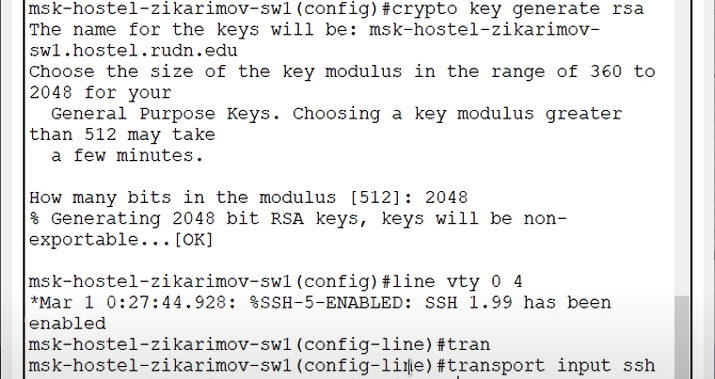 msk-hostel-zikarimov-sw1(config)#crypto key generate rsa
The name for the keys will be: msk-hostel-zikarimov-
sw1.hostel.rudn.edu
Choose the size of the key modulus in the range of 360 to
2048 for your
General Purpose Keys. Choosing a key modulus greater
than 512 may take
a few minutes.
How many bits in the modulus [512]: 2048
% Generating 2048 bit RSA keys, keys will be non-
exportable...[OK]
msk-hostel-zikarimov-sw1(config)#line vty 0 4
*Mar 1 0:27:44.928: %SSH-5-ENABLED: SSH 1.99 has been
enabled
msk-hostel-zikarimov-sw1(config-line)#tran
msk-hostel-zikarimov-sw1(config-line)#transport input ssh